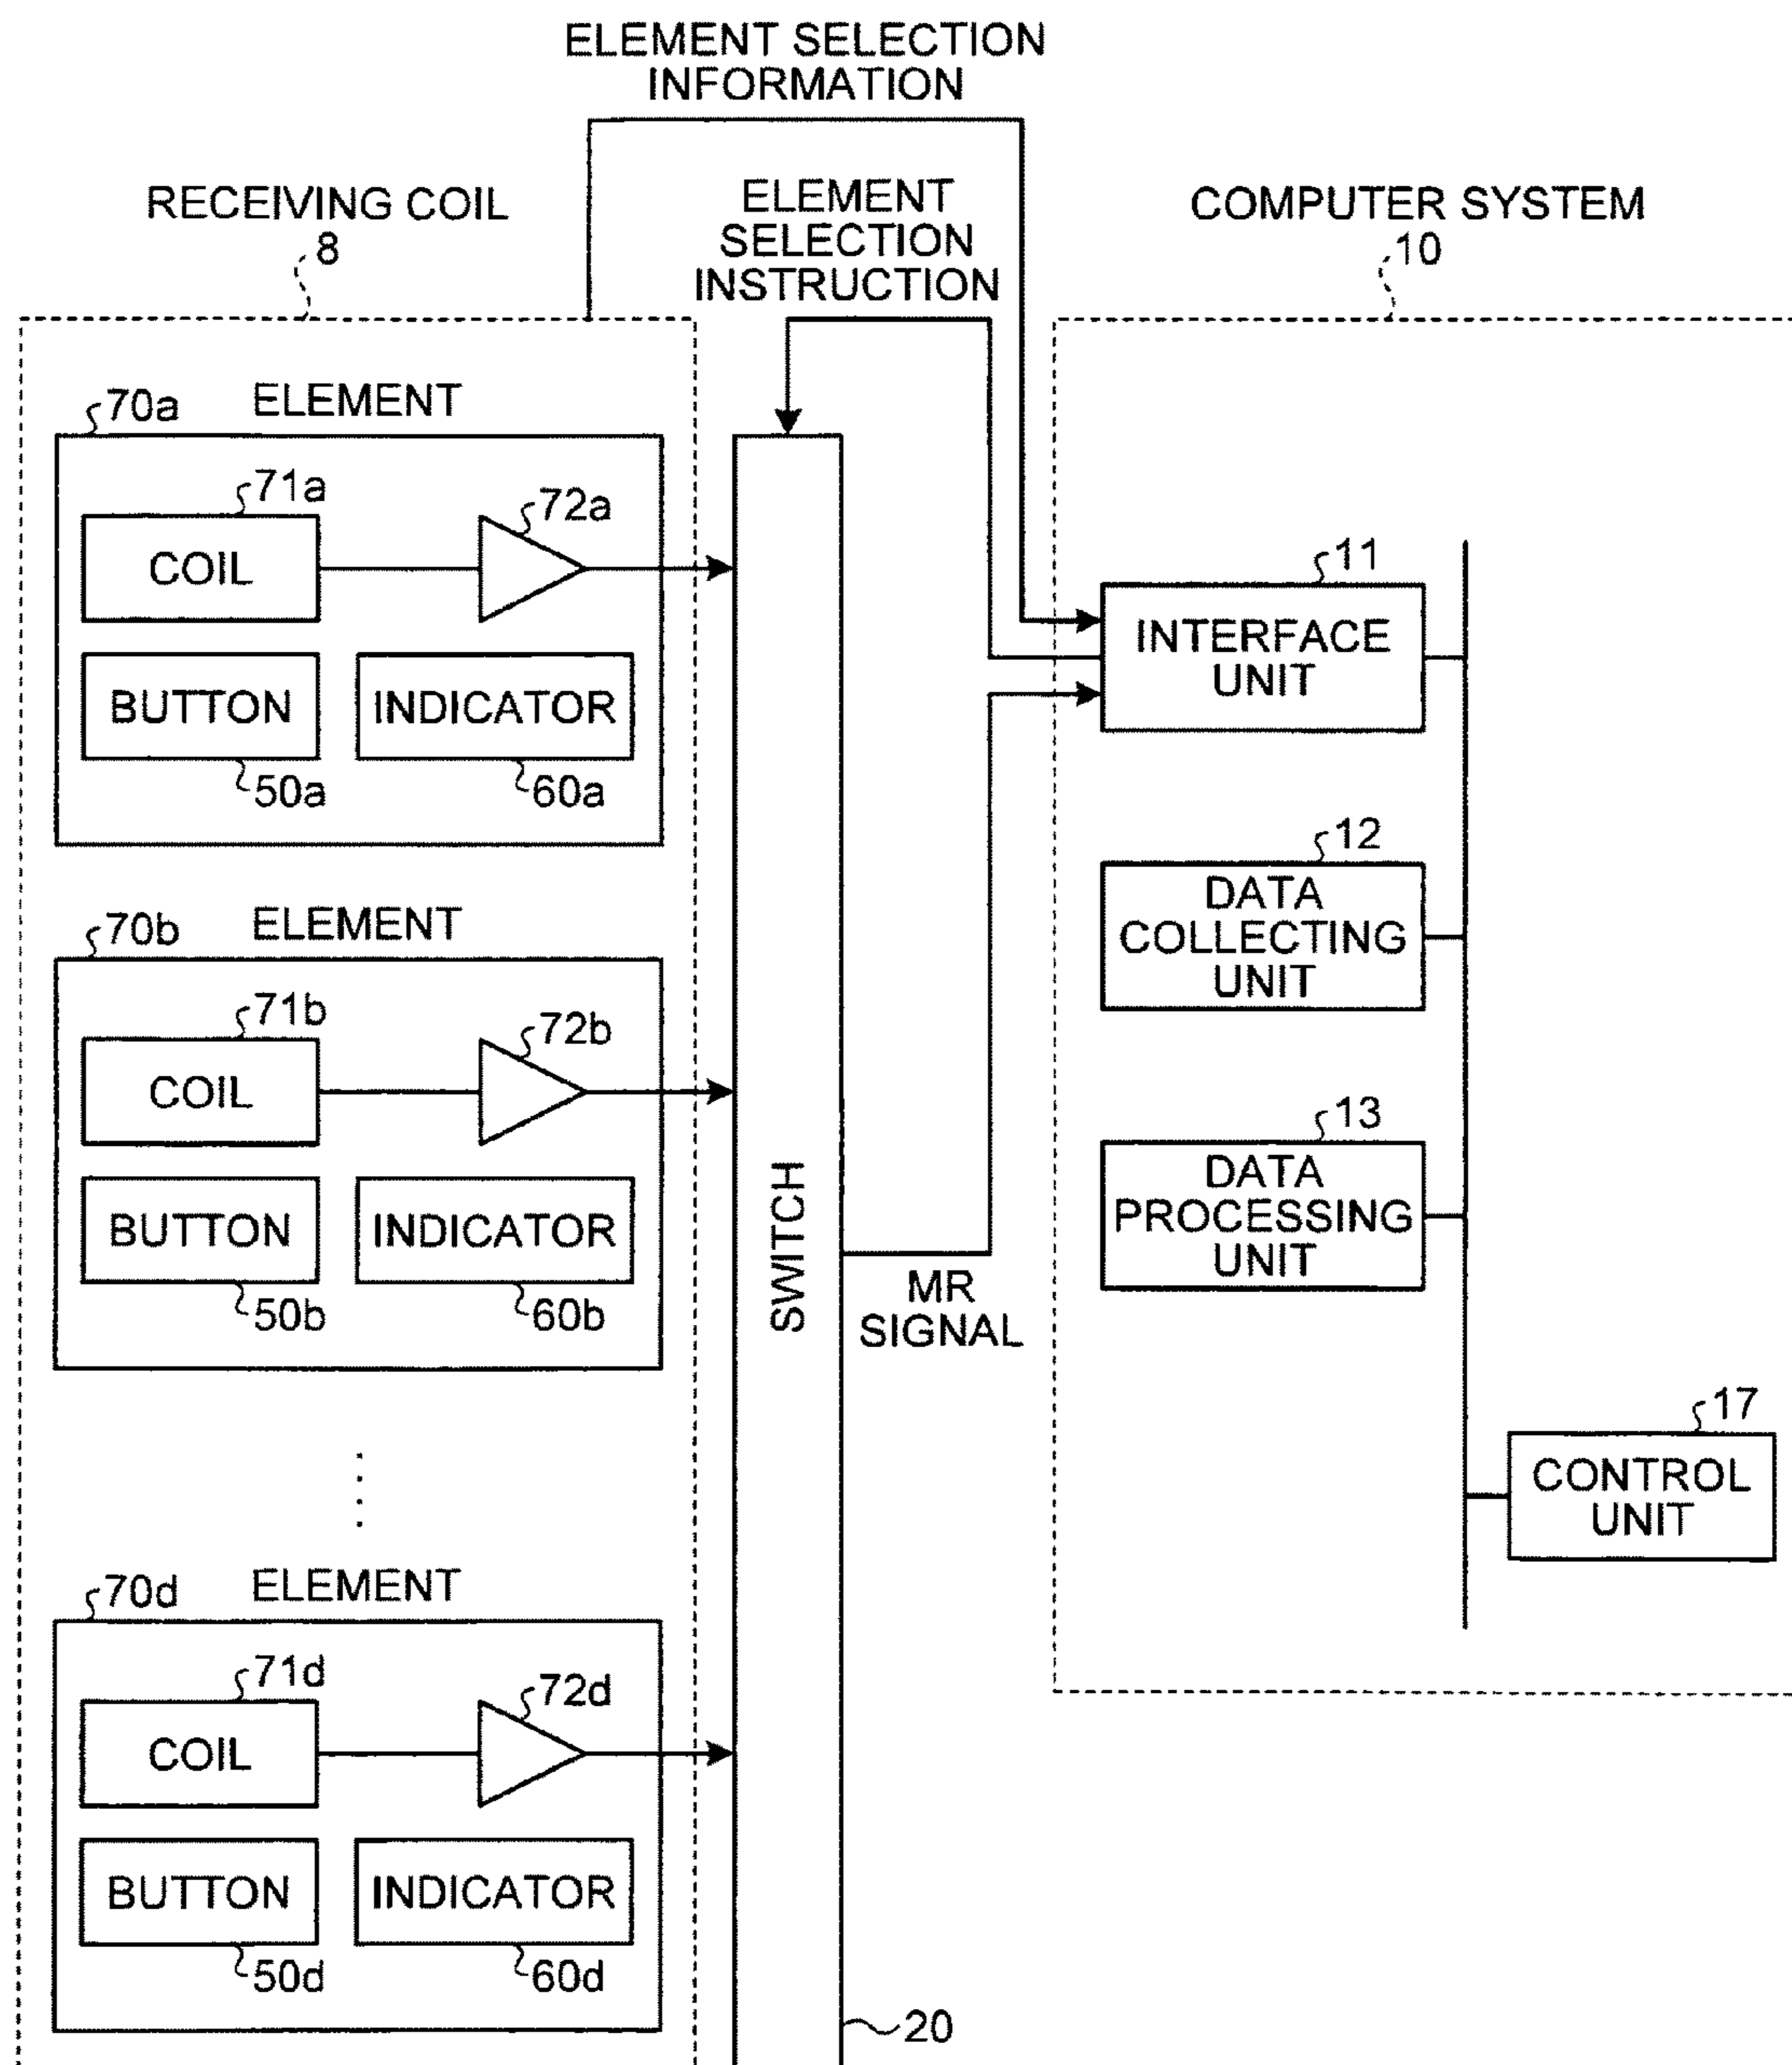 ELEMENT SELECTION
INFORMATION
RECEIVING COIL
8
ELEMENT
SELECTION
INSTRUCTION
COMPUTER SYSTEM
10
70a
ELEMENT
71a
COIL
72a
BUTTON
50a
INDICATOR
60a
70b
ELEMENT
71b
COIL
72b
BUTTON
50b
INDICATOR
60b
70d
ELEMENT
71d
COIL
72d
BUTTON
50d
INDICATOR
60d
SWITCH
20
MR
SIGNAL
11
INTERFACE
UNIT
12
DATA
COLLECTING
UNIT
13
DATA
PROCESSING
UNIT
17
CONTROL
UNIT